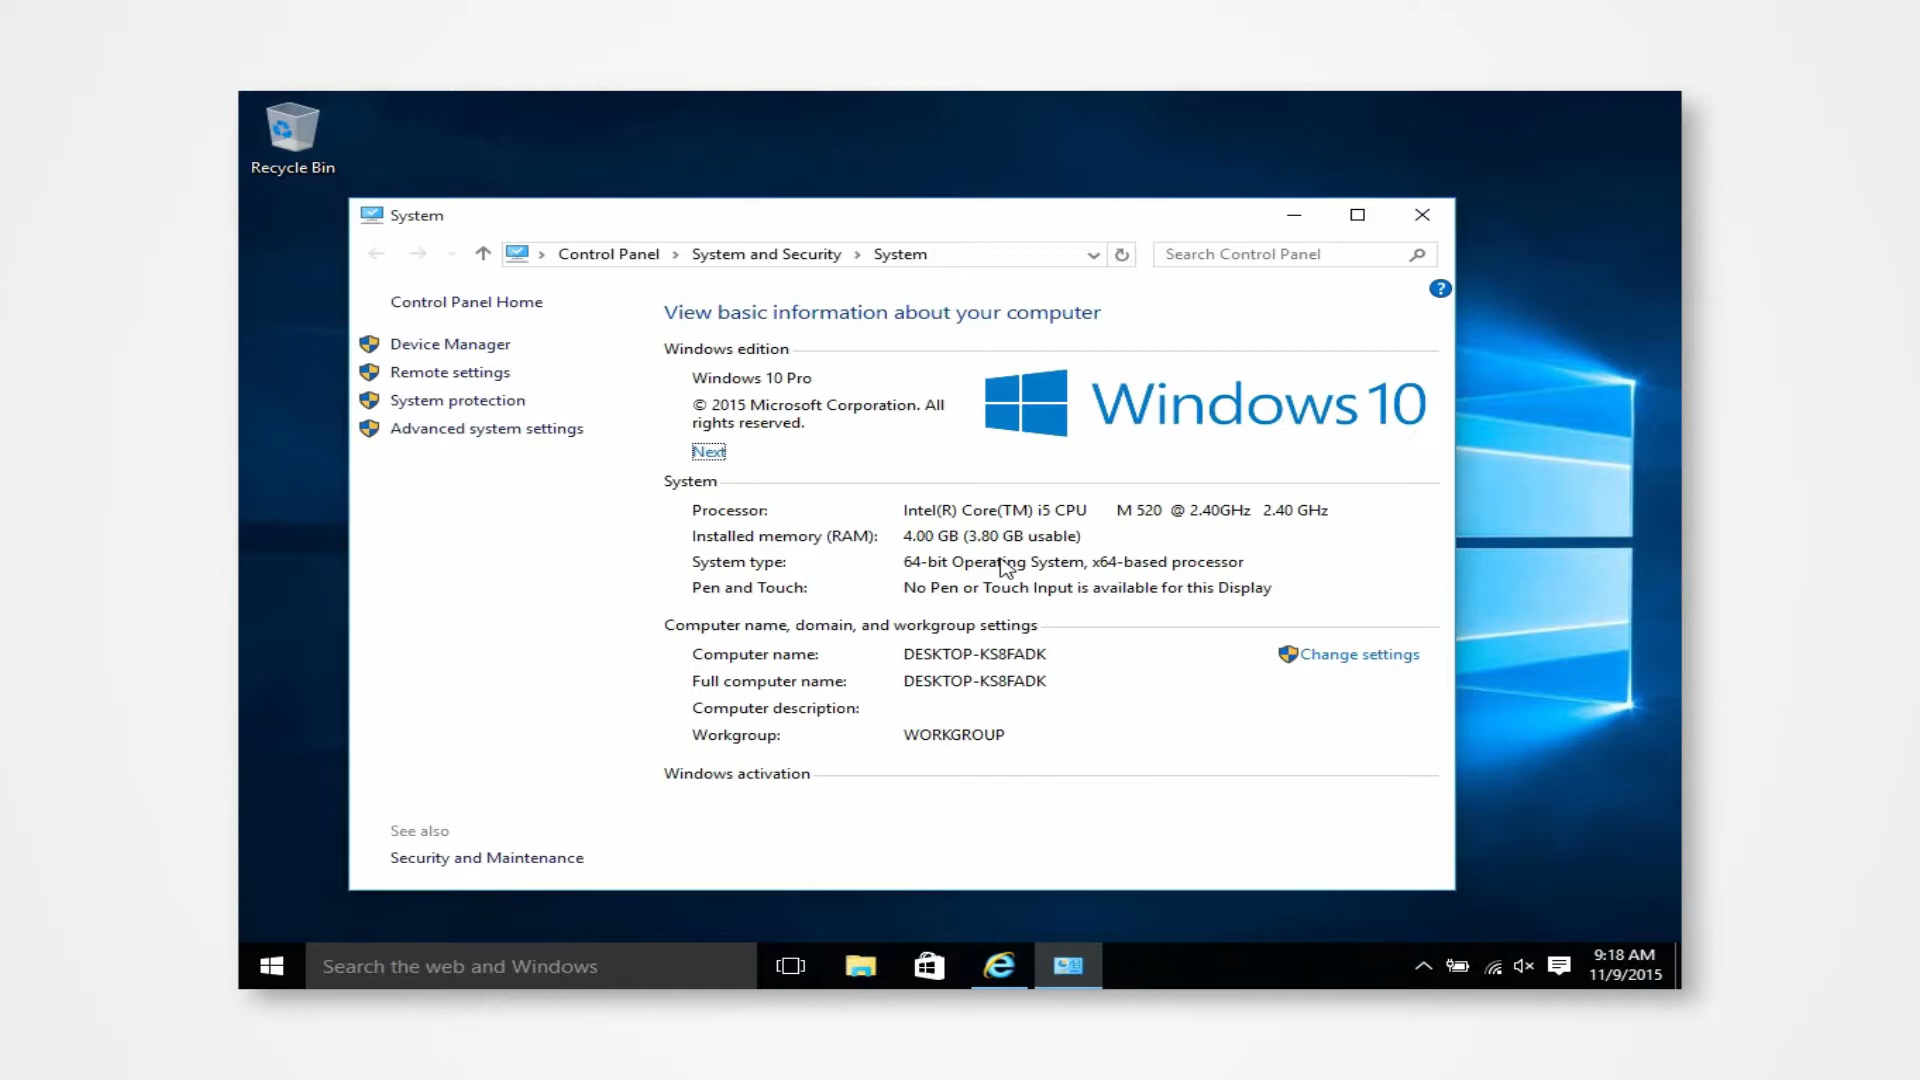 Recycle Bin
System
Control Panel > System and Security > System
Search Control Panel
?
Control Panel Home
Device Manager
Remote settings
System protection
Advanced system settings
View basic information about your computer
Windows edition
Windows 10 Pro
© 2015 Microsoft Corporation. All
rights reserved.
Next
Windows 10
System
Processor: Intel(R) Core(TM) i5 CPU M 520 @ 2.40GHz 2.40 GHz
Installed memory (RAM): 4.00 GB (3.80 GB usable)
System type: 64-bit Operating System, x64-based processor
Pen and Touch: No Pen or Touch Input is available for this Display
Computer name, domain, and workgroup settings
Computer name: DESKTOP-KS8FADK
Change settings
Full computer name: DESKTOP-KS8FADK
Computer description:
Workgroup: WORKGROUP
Windows activation
See also
Security and Maintenance
Search the web and Windows
9:18 AM
11/9/2015